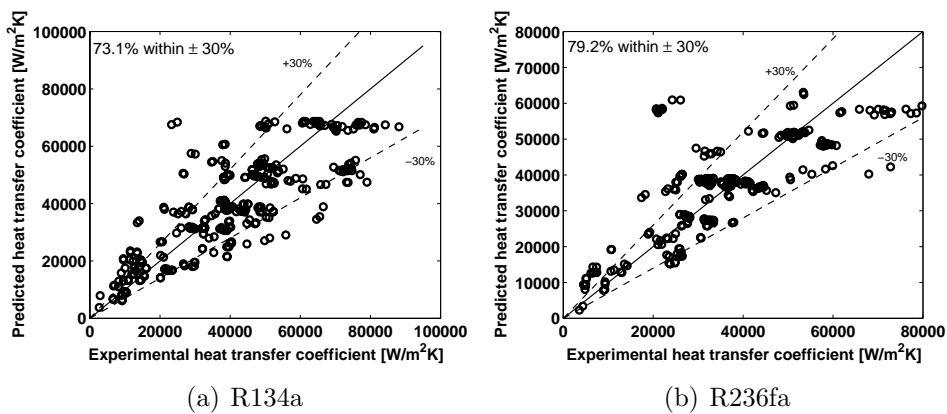 Predicted heat transfer coefficient [W/m²K]
100000
80000
60000
40000
20000
0
73.1% within ± 30%
+30%
−30%
0 20000 40000 60000 80000 100000
Experimental heat transfer coefficient [W/m²K]
(a) R134a
Predicted heat transfer coefficient [W/m²K]
80000
70000
60000
50000
40000
30000
20000
10000
0
79.2% within ± 30%
+30%
−30%
0 20000 40000 60000 80000
Experimental heat transfer coefficient [W/m²K]
(b) R236fa